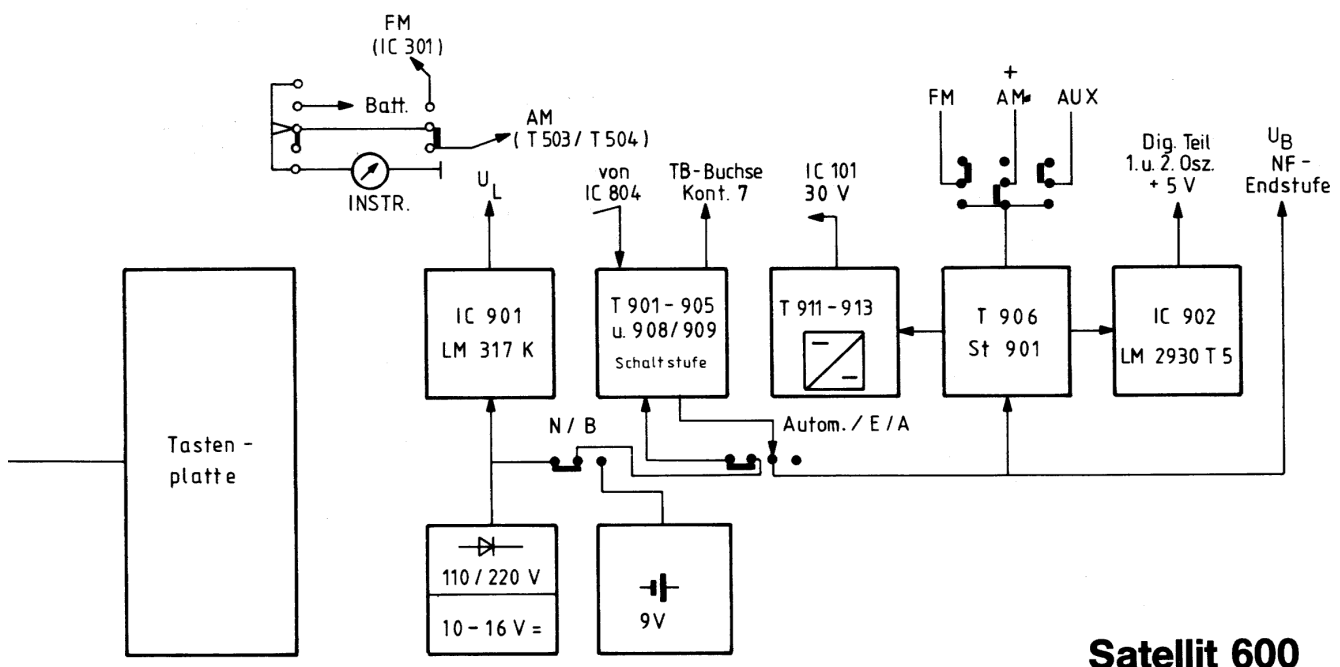 FM
(IC 301)
Batt.
AM
(T 503 / T 504)
INSTR.
U_L
von
IC 804
TB-Buchse
Kont. 7
IC 101
30 V
+
FM
AM
AUX
Dig. Teil
1. u. 2. Osz.
+ 5 V
U_B
NF-
Endstufe
IC 901
LM 317 K
T 901 - 905
u. 908/909
Schaltstufe
T 911 - 913
T 906
St 901
IC 902
LM 2930 T 5
N / B
Autom. / E / A
Tasten -
platte
110 / 220 V
10 - 16 V =
9V
Satellit 600